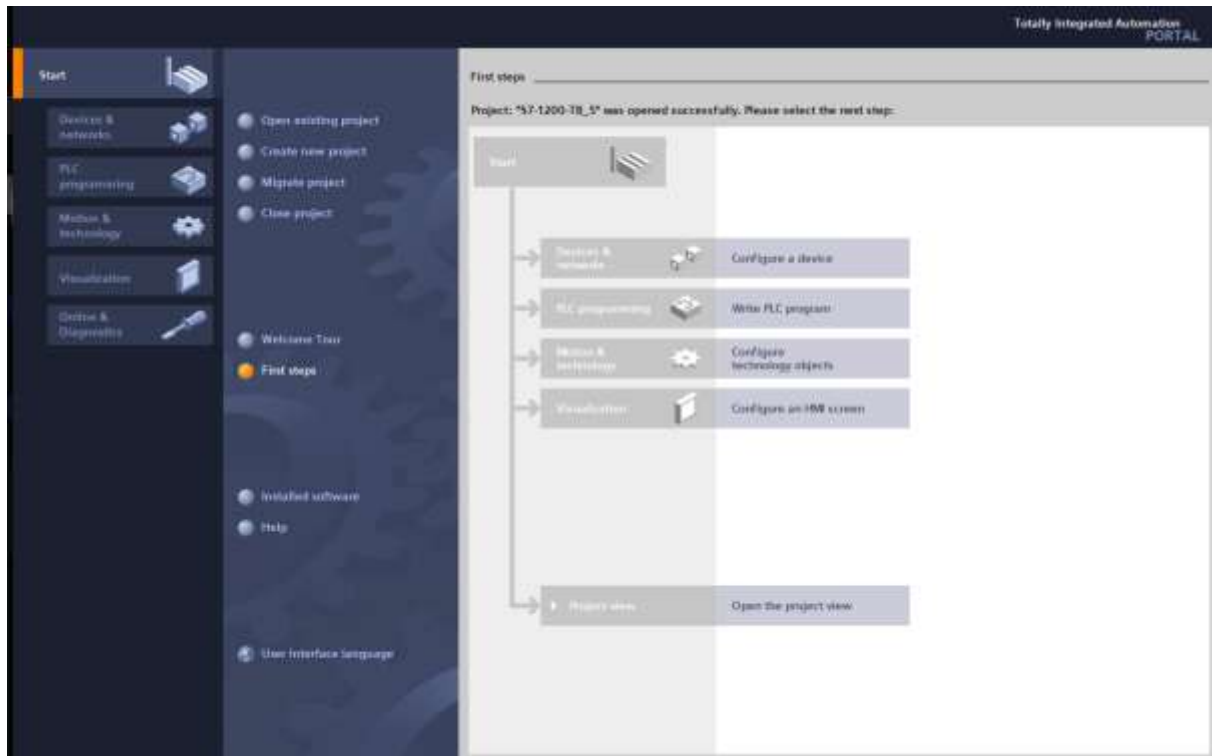 Totally Integrated Automation
PORTAL
Start
Devices &
networks
PLC
programming
Motion &
technology
Visualization
Online &
Diagnostics
Open existing project
Create new project
Migrate project
Close project
Welcome Tour
First steps
Installed software
Help
User interface language
First steps
Project: "S7-1200-TB_S" was opened successfully. Please select the next step:
Start
Devices &
networks
Configure a device
PLC programming
Write PLC program
Motion &
technology
Configure
technology objects
Visualization
Configure an HMI screen
Project view
Open the project view